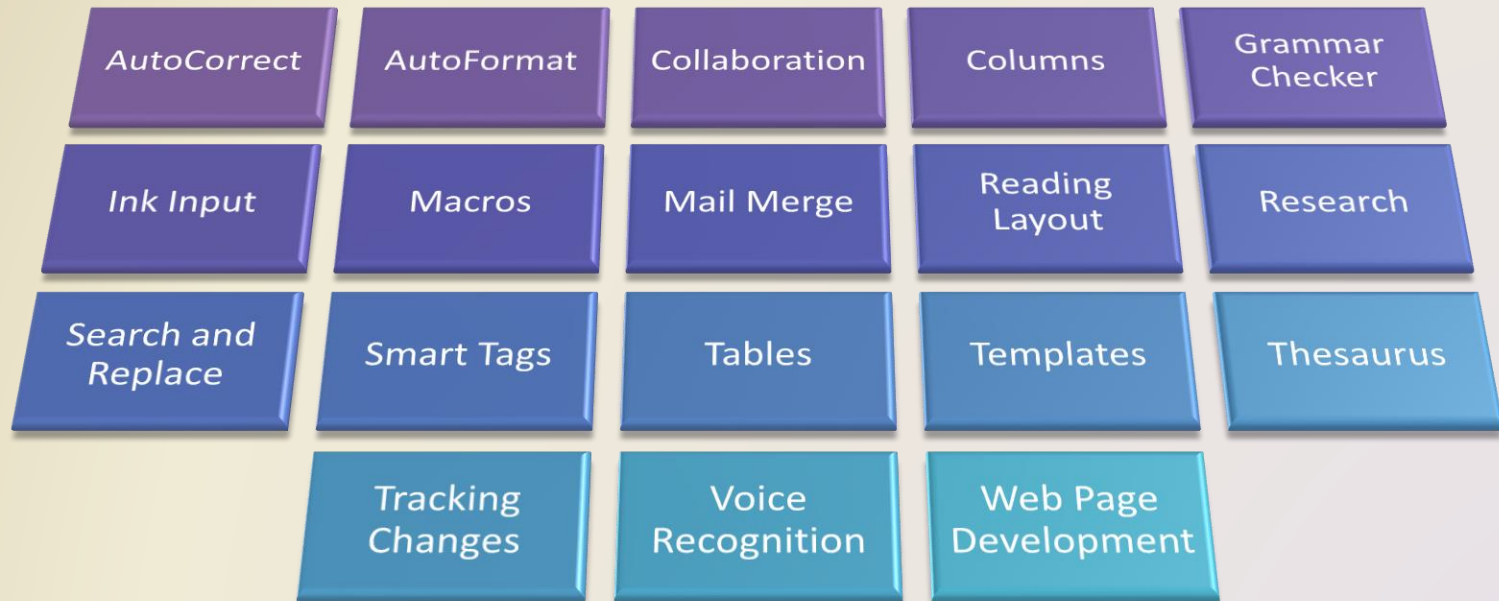 AutoCorrect
AutoFormat
Collaboration
Columns
Grammar
Checker
Ink Input
Macros
Mail Merge
Reading
Layout
Research
Search and
Replace
Smart Tags
Tables
Templates
Thesaurus
Tracking
Changes
Voice
Recognition
Web Page
Development